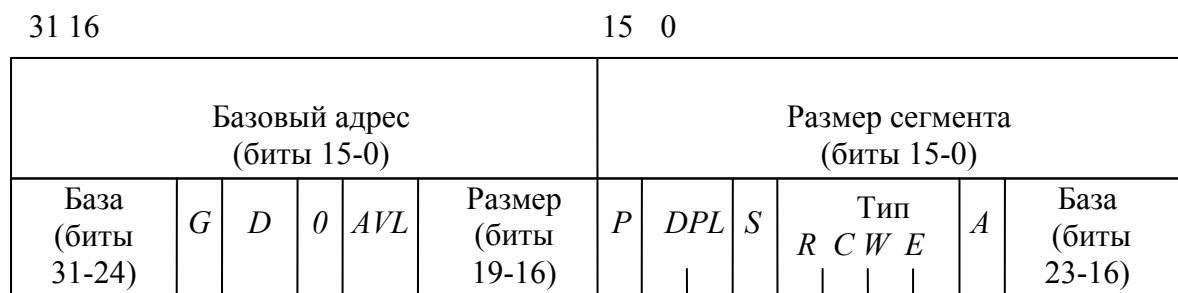 31 16 15 0
Базовый адрес
(биты 15-0)
Размер сегмента
(биты 15-0)
База
(биты
31-24)
G
D
0
AVL
Размер
(биты
19-16)
P
DPL
S
Тип
R C W E
A
База
(биты
23-16)